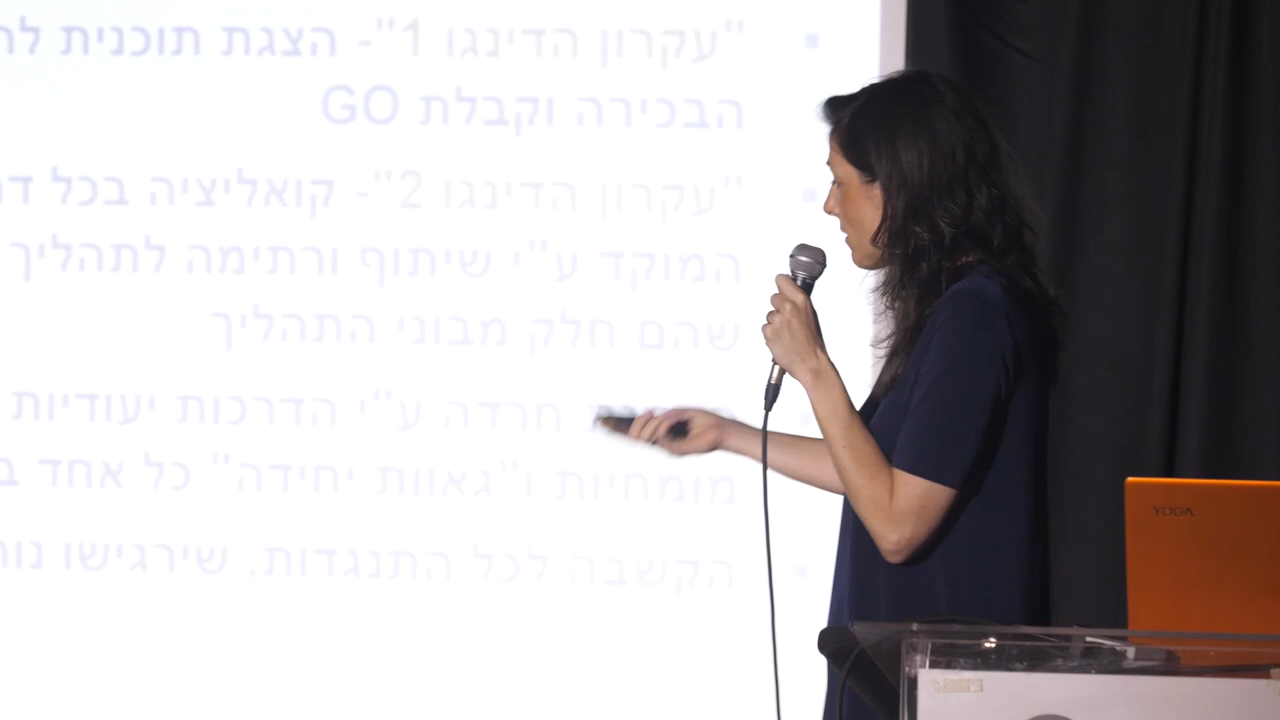 "עקרון הדינגו 1"- הצגת תוכנית
הבכירה וקבלת GO
"עקרון הדינגו 2"- קואליציה בכל
המוקד ע"י שיתוף ורתימה לתהליך
שהם חלק מבוני התהליך
חרדה ע"י הדרכות יעודיות
מומחיות ו"גאוות יחידה" כל אחד
הקשבה לכל התנגדות, שירגישו
YOGA